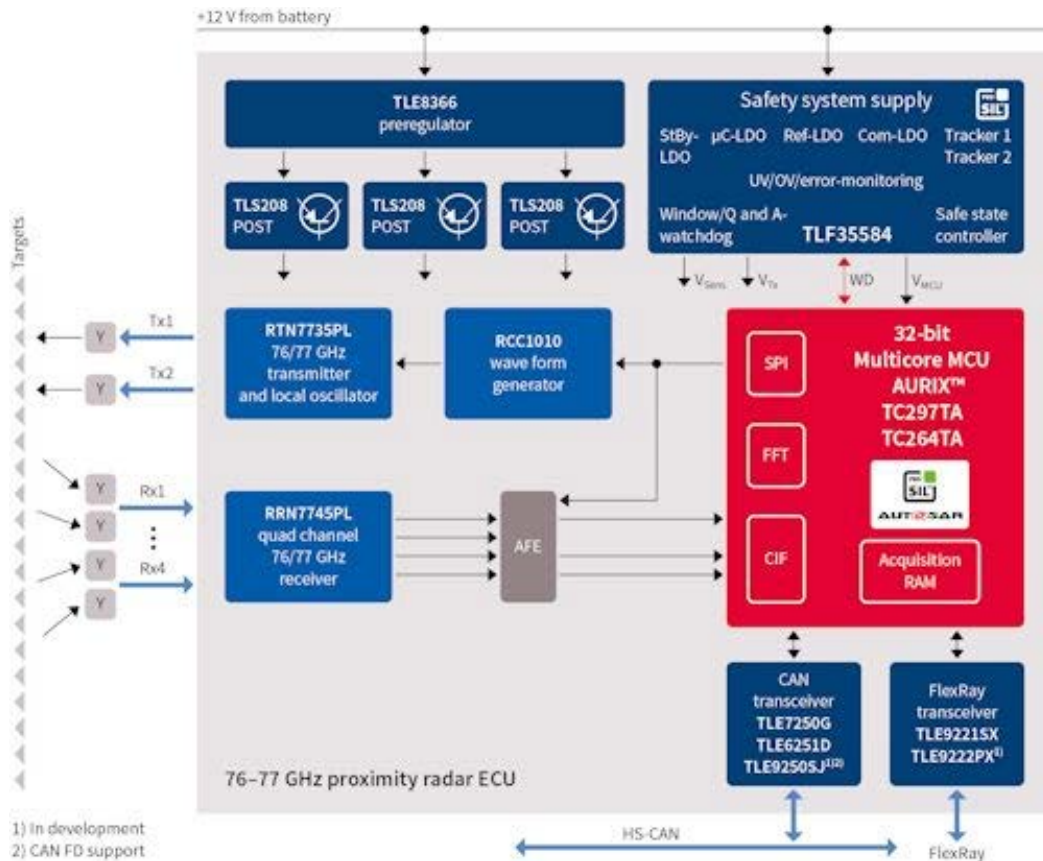 +12 V from battery
TLE8366
preregulator
Safety system supply
PRO
SIL
StBy-
LDO
µC-LDO
Ref-LDO
Com-LDO
Tracker 1
Tracker 2
UV/OV/error-monitoring
Window/Q and A-
watchdog
TLF35584
Safe state
controller
TLS208
POST
TLS208
POST
TLS208
POST
Targets
VSens
VTx
WD
VMCU
Y
Tx1
Y
Tx2
RTN7735PL
76/77 GHz
transmitter
and local oscillator
RCC1010
wave form
generator
SPI
FFT
CIF
32-bit
Multicore MCU
AURIX™
TC297TA
TC264TA
PRO
SIL
AUTOSAR
Acquisition
RAM
Y
Rx1
Y
Y
Rx4
Y
RRN7745PL
quad channel
76/77 GHz
receiver
AFE
CAN
transceiver
TLE7250G
TLE6251D
TLE9250SJ1)2)
FlexRay
transceiver
TLE9221SX
TLE9222PX1)
76–77 GHz proximity radar ECU
HS-CAN
FlexRay
1) In development
2) CAN FD support